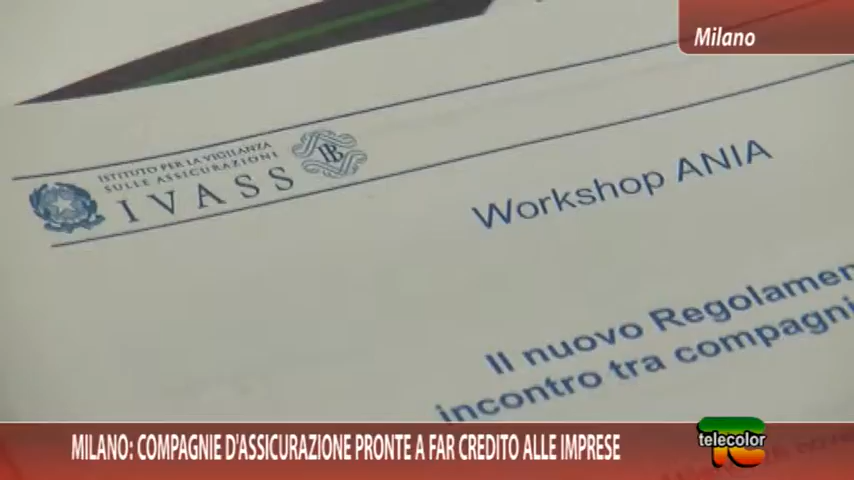 Milano
ISTITUTO PER LA VIGILANZA
SULLE ASSICURAZIONI
IVASS
Workshop ANIA
Il nuovo Regolamen
incontro tra compagni
MILANO: COMPAGNIE D'ASSICURAZIONE PRONTE A FAR CREDITO ALLE IMPRESE
telecolor